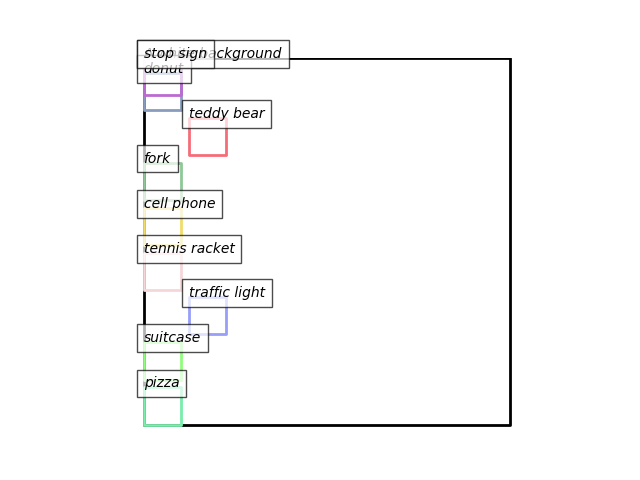 stop sign
background
donut
teddy bear
fork
cell phone
tennis racket
traffic light
suitcase
pizza